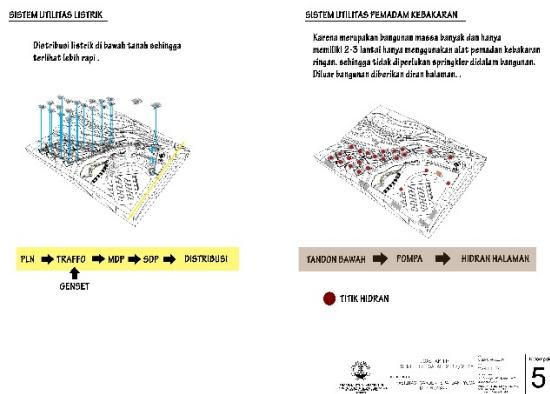 SISTEM UTILITAS LISTRIK
Distribusi listrik di bawah tanah sehingga
terlihat lebih rapi .
PLN TRAFFO MDP SDP DISTRIBUSI
GENSET
SISTEM UTILITAS PEMADAM KEBAKARAN
Karena merupakan bangunan massa banyak dan hanya
memiliki 2-3 lantai hanya menggunakan alat pemadan kebakaran
ringan. sehingga tidak diperlukan springkler didalam bangunan.
Diluar bangunan diberikan diran halaman. .
TANDON BAWAH POMPA HIDRAN HALAMAN
TITIK HIDRAN
5